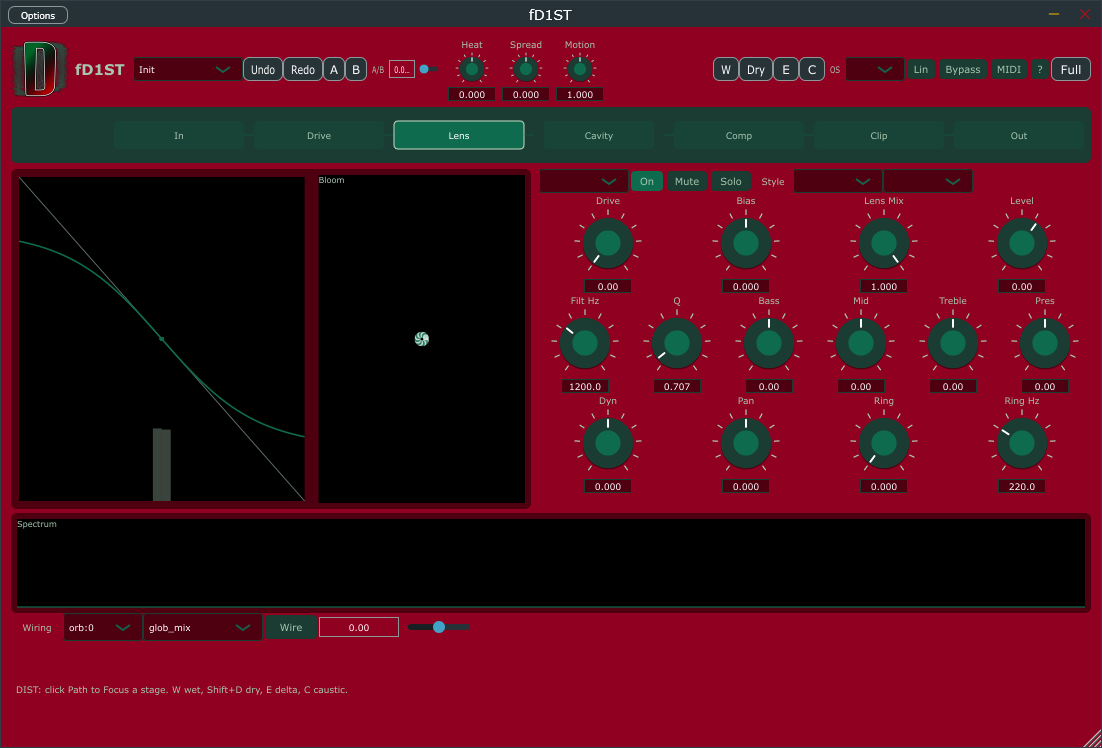 Options
fD1ST
D
fD1ST
Init
Undo
Redo
A
B
A/B
0.0...
Heat
0.000
Spread
0.000
Motion
1.000
W
Dry
E
C
OS
Lin
Bypass
MIDI
?
Full
In
Drive
Lens
Cavity
Comp
Clip
Out
Bloom
On
Mute
Solo
Style
Drive
Bias
Lens Mix
Level
0.00
0.000
1.000
0.00
Filt Hz
Q
Bass
Mid
Treble
Pres
1200.0
0.707
0.00
0.00
0.00
0.00
Dyn
Pan
Ring
Ring Hz
0.000
0.000
0.000
220.0
Spectrum
Wiring
orb:0
glob_mix
Wire
0.00
DIST: click Path to Focus a stage. W wet, Shift+D dry, E delta, C caustic.